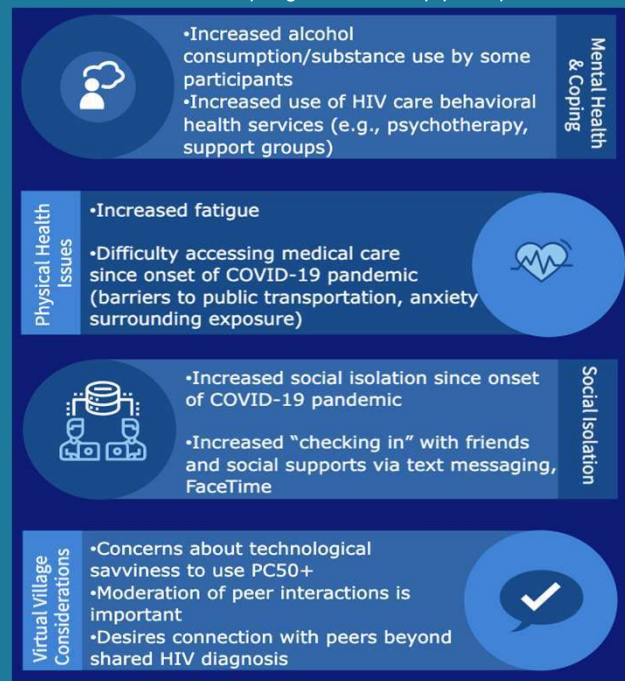 •Increased alcohol
consumption/substance use by some
participants
•Increased use of HIV care behavioral
health services (e.g., psychotherapy,
support groups)
Mental Health
& Coping
Physical Health
Issues
•Increased fatigue
•Difficulty accessing medical care
since onset of COVID-19 pandemic
(barriers to public transportation, anxiety
surrounding exposure)
•Increased social isolation since onset
of COVID-19 pandemic
•Increased “checking in” with friends
and social supports via text messaging,
FaceTime
Social Isolation
Virtual Village
Considerations
•Concerns about technological
savviness to use PC50+
•Moderation of peer interactions is
important
•Desires connection with peers beyond
shared HIV diagnosis